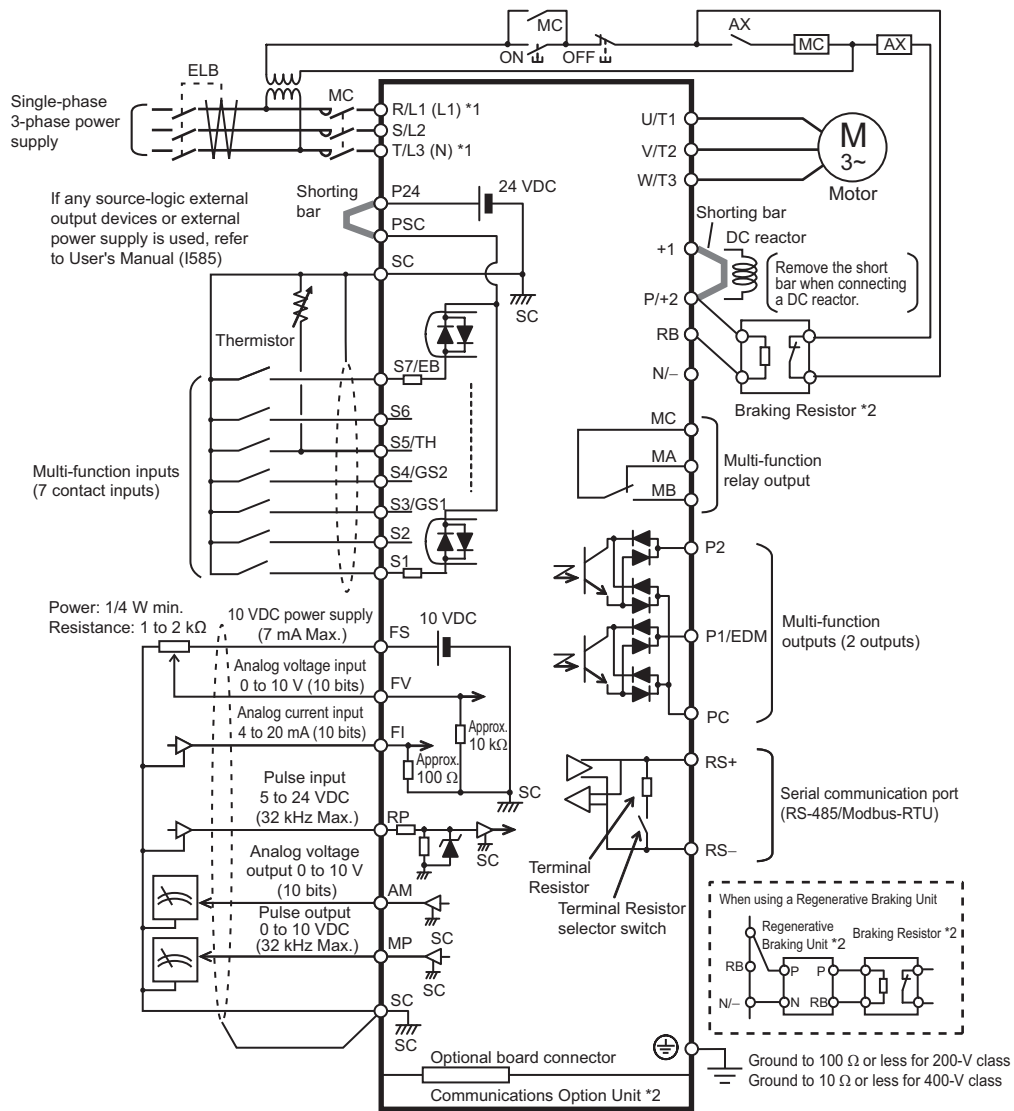 MC
ON
OFF
AX
MC
AX
ELB
MC
Single-phase
3-phase power
supply
R/L1 (L1) *1
S/L2
T/L3 (N) *1
U/T1
V/T2
W/T3
M
3~
Motor
If any source-logic external
output devices or external
power supply is used, refer
to User's Manual (I585)
Shorting
bar
P24
24 VDC
PSC
SC
SC
Shorting bar
+1
DC reactor
Remove the short
bar when connecting
a DC reactor.
P/+2
RB
N/−
Braking Resistor *2
Thermistor
S7/EB
S6
S5/TH
S4/GS2
S3/GS1
S2
S1
Multi-function inputs
(7 contact inputs)
MC
MA
MB
Multi-function
relay output
P2
P1/EDM
PC
Multi-function
outputs (2 outputs)
Power: 1/4 W min.
Resistance: 1 to 2 kΩ
10 VDC power supply
(7 mA Max.)
FS
10 VDC
Analog voltage input
0 to 10 V (10 bits)
FV
Analog current input
4 to 20 mA (10 bits)
FI
Approx.
10 kΩ
Approx.
100 Ω
SC
Pulse input
5 to 24 VDC
(32 kHz Max.)
RP
SC
Analog voltage
output 0 to 10 V
(10 bits)
AM
SC
Pulse output
0 to 10 VDC
(32 kHz Max.)
MP
SC
SC
SC
RS+
RS−
Serial communication port
(RS-485/Modbus-RTU)
Terminal
Resistor
Terminal Resistor
selector switch
When using a Regenerative Braking Unit
Regenerative
Braking Unit *2
Braking Resistor *2
RB
P
P
N/−
N
RB
Optional board connector
Communications Option Unit *2
Ground to 100 Ω or less for 200-V class
Ground to 10 Ω or less for 400-V class